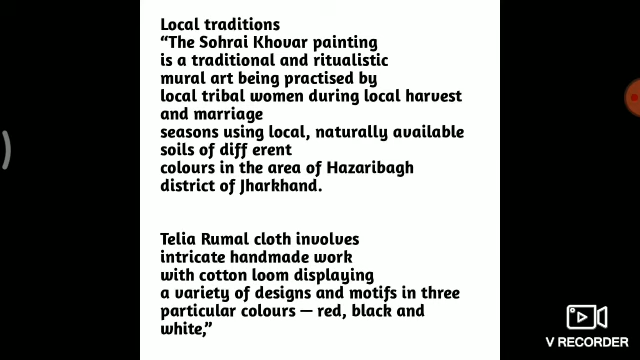 Local traditions
“The Sohrai Khovar painting
is a traditional and ritualistic
mural art being practised by
local tribal women during local harvest
and marriage
seasons using local, naturally available
soils of diff erent
colours in the area of Hazaribagh
district of Jharkhand.
Telia Rumal cloth involves
intricate handmade work
with cotton loom displaying
a variety of designs and motifs in three
particular colours — red, black and
white,”
V RECORDER